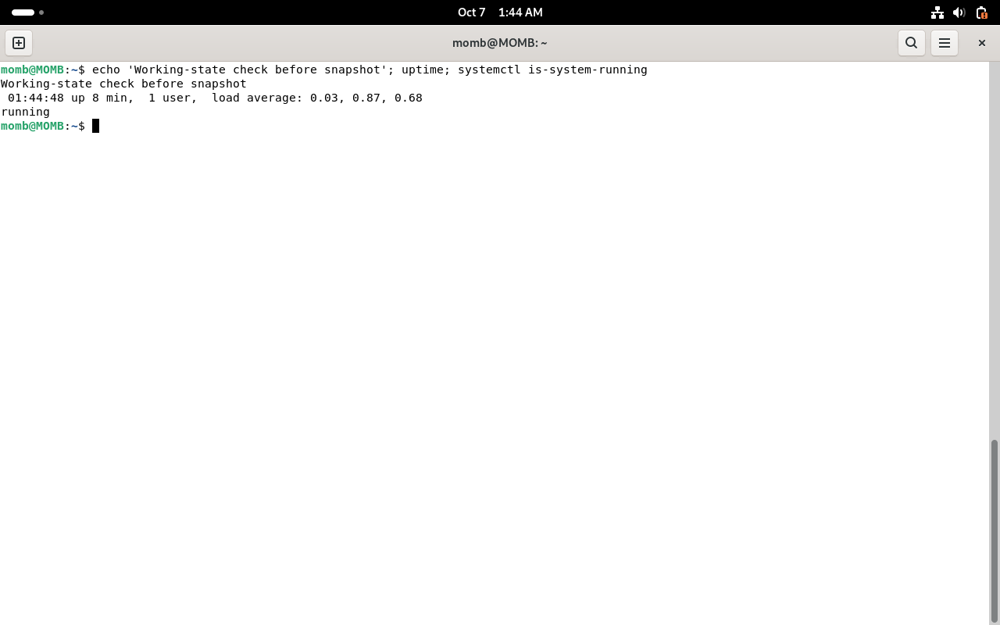 Oct 7 1:44 AM
momb@MOMB: ~
momb@MOMB:~$ echo 'Working-state check before snapshot'; uptime; systemctl is-system-running
Working-state check before snapshot
 01:44:48 up 8 min,  1 user,  load average: 0.03, 0.87, 0.68
running
momb@MOMB:~$